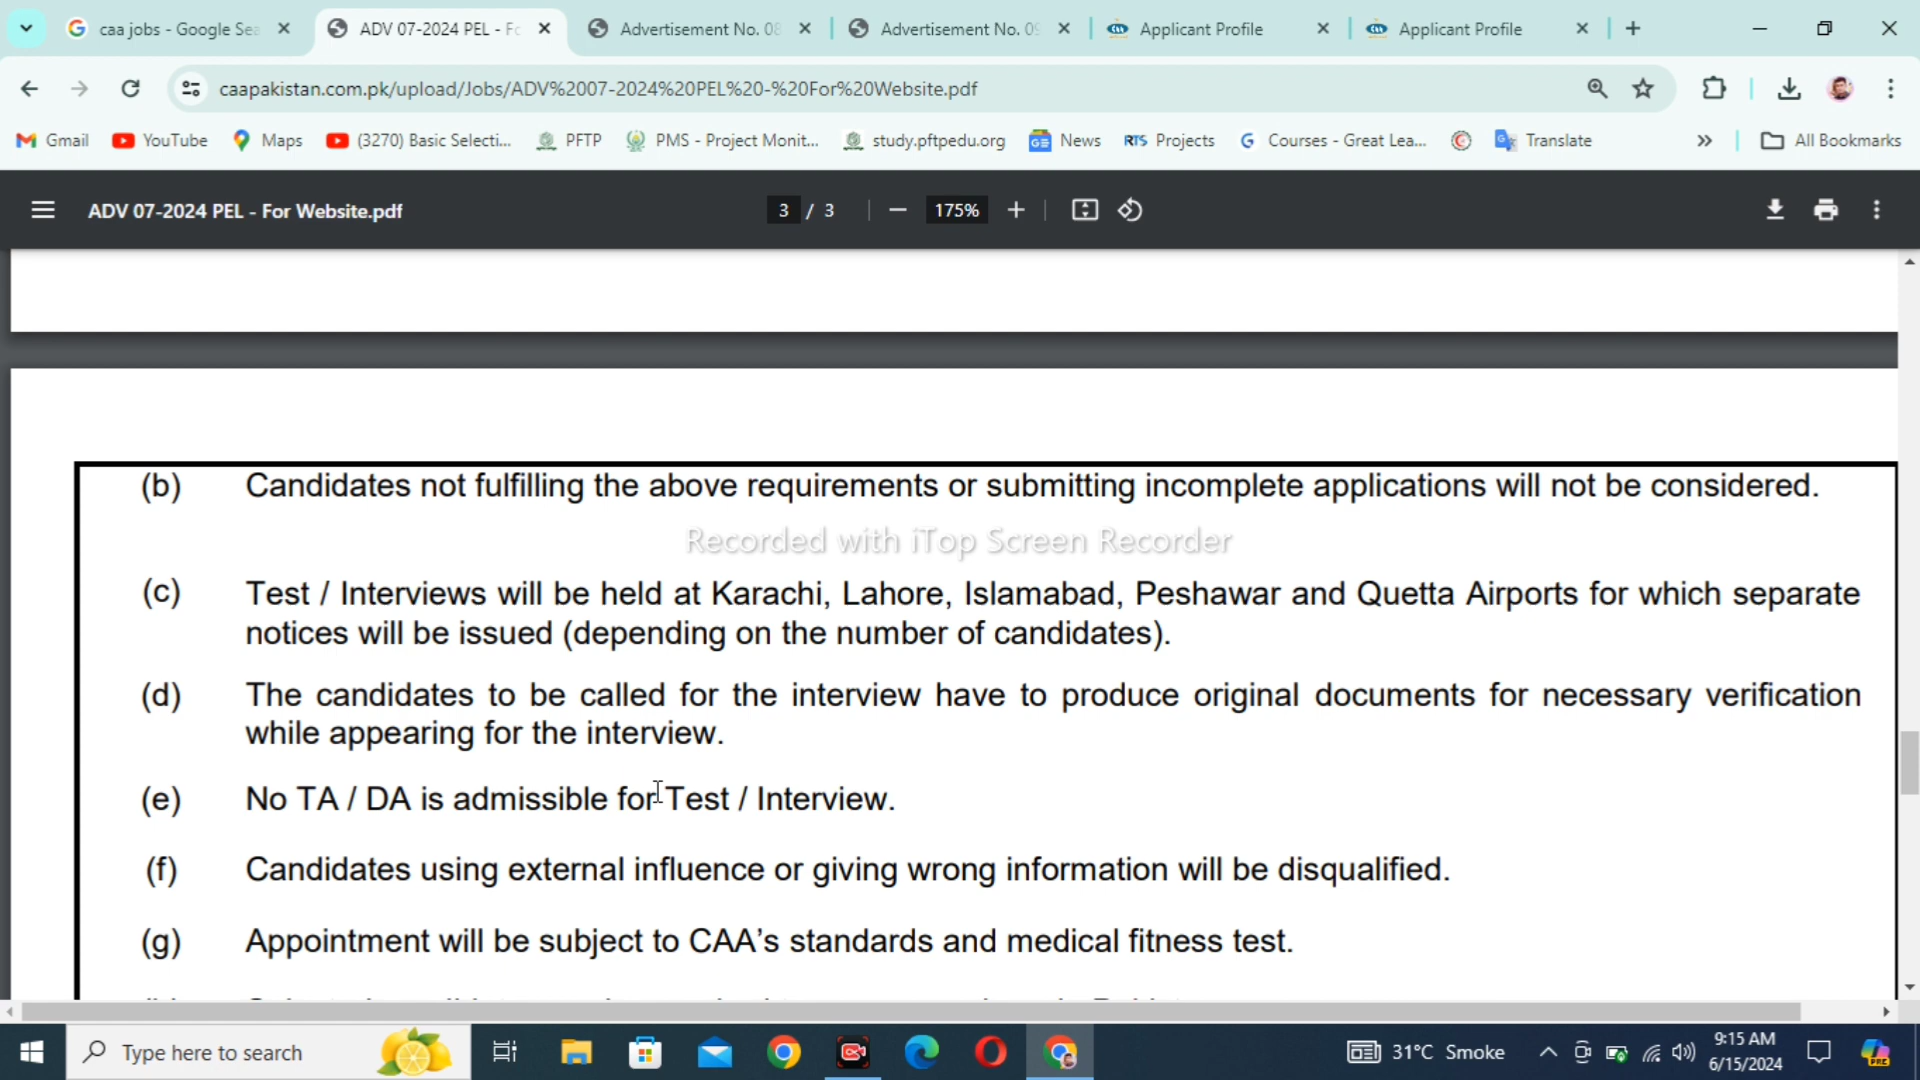 caa jobs - Google Sea
ADV 07-2024 PEL - Fo
Advertisement No. 08
Advertisement No. 09
Applicant Profile
Applicant Profile
caapakistan.com.pk/upload/Jobs/ADV%2007-2024%20PEL%20-%20For%20Website.pdf
Gmail
YouTube
Maps
(3270) Basic Selecti...
PFTP
PMS - Project Monit...
study.pftpedu.org
News
RTS Projects
Courses - Great Lea...
Translate
All Bookmarks
ADV 07-2024 PEL - For Website.pdf
3 / 3
175%
(b) Candidates not fulfilling the above requirements or submitting incomplete applications will not be considered.
Recorded with iTop Screen Recorder
(c) Test / Interviews will be held at Karachi, Lahore, Islamabad, Peshawar and Quetta Airports for which separate
notices will be issued (depending on the number of candidates).
(d) The candidates to be called for the interview have to produce original documents for necessary verification
while appearing for the interview.
(e) No TA / DA is admissible for Test / Interview.
(f) Candidates using external influence or giving wrong information will be disqualified.
(g) Appointment will be subject to CAA's standards and medical fitness test.
Type here to search
31°C Smoke
9:15 AM
6/15/2024